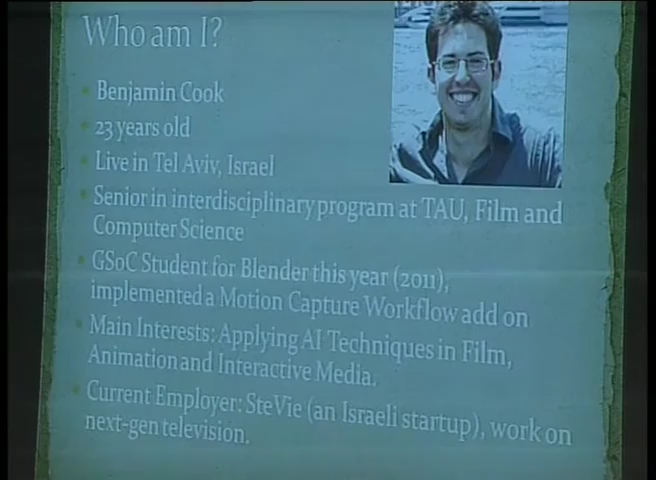 Who am I?
Benjamin Cook
23 years old
Live in Tel Aviv, Israel
Senior in interdisciplinary program at TAU, Film and
Computer Science
GSoC Student for Blender this year (2011),
implemented a Motion Capture Workflow add on
Main Interests: Applying AI Techniques in Film,
Animation and Interactive Media.
Current Employer: SteVie (an Israeli startup), work on
next-gen television.